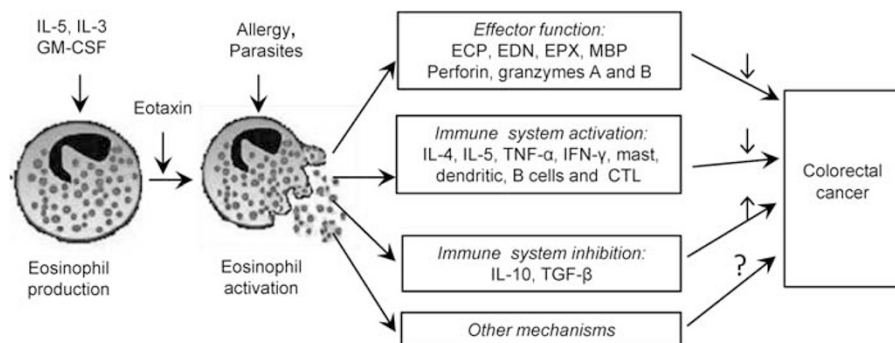 IL-5, IL-3
GM-CSF
Eotaxin
Allergy,
Parasites
Eosinophil
production
Eosinophil
activation
Effector function:
ECP, EDN, EPX, MBP
Perforin, granzymes A and B
Immune system activation:
IL-4, IL-5, TNF-α, IFN-γ, mast,
dendritic, B cells and CTL
Immune system inhibition:
IL-10, TGF-β
Other mechanisms
?
Colorectal
cancer